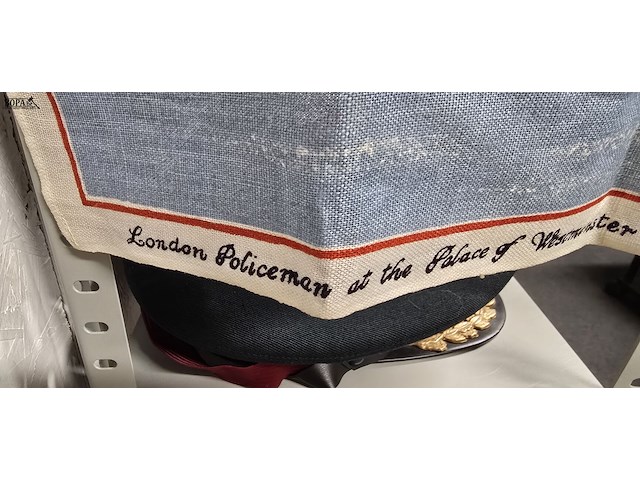 London Policeman at the Palace of Westminster